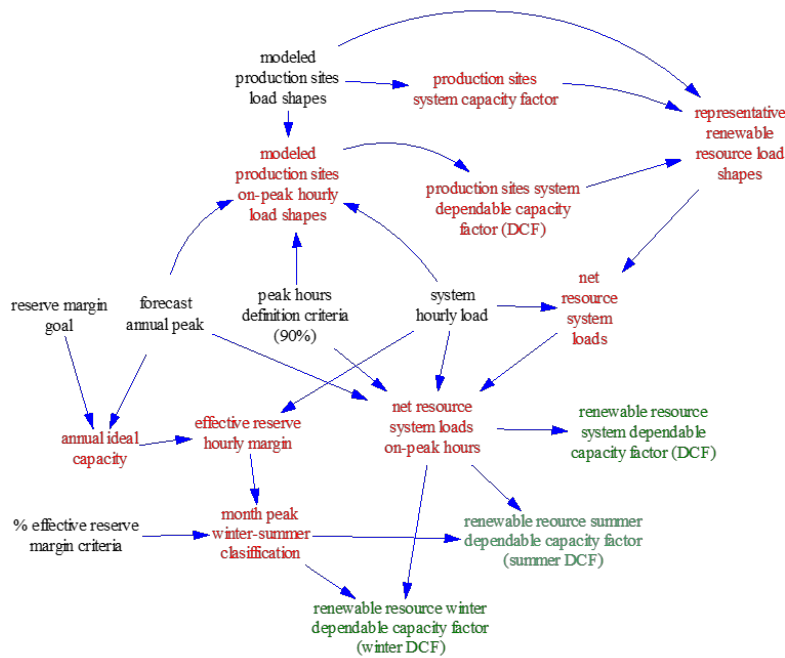 modeled
production sites
load shapes
production sites
system capacity factor
representative
renewable
resource load
shapes
modeled
production sites
on-peak hourly
load shapes
production sites system
dependable capacity
factor (DCF)
reserve margin
goal
forecast
annual peak
peak hours
definition criteria
(90%)
system
hourly load
net
resource
system
loads
annual ideal
capacity
effective reserve
hourly margin
net resource
system loads
on-peak hours
renewable resource
system dependable
capacity factor (DCF)
% effective reserve
margin criteria
month peak
winter-summer
clasiffication
renewable reource summer
dependable capacity factor
(summer DCF)
renewable resource winter
dependable capacity factor
(winter DCF)